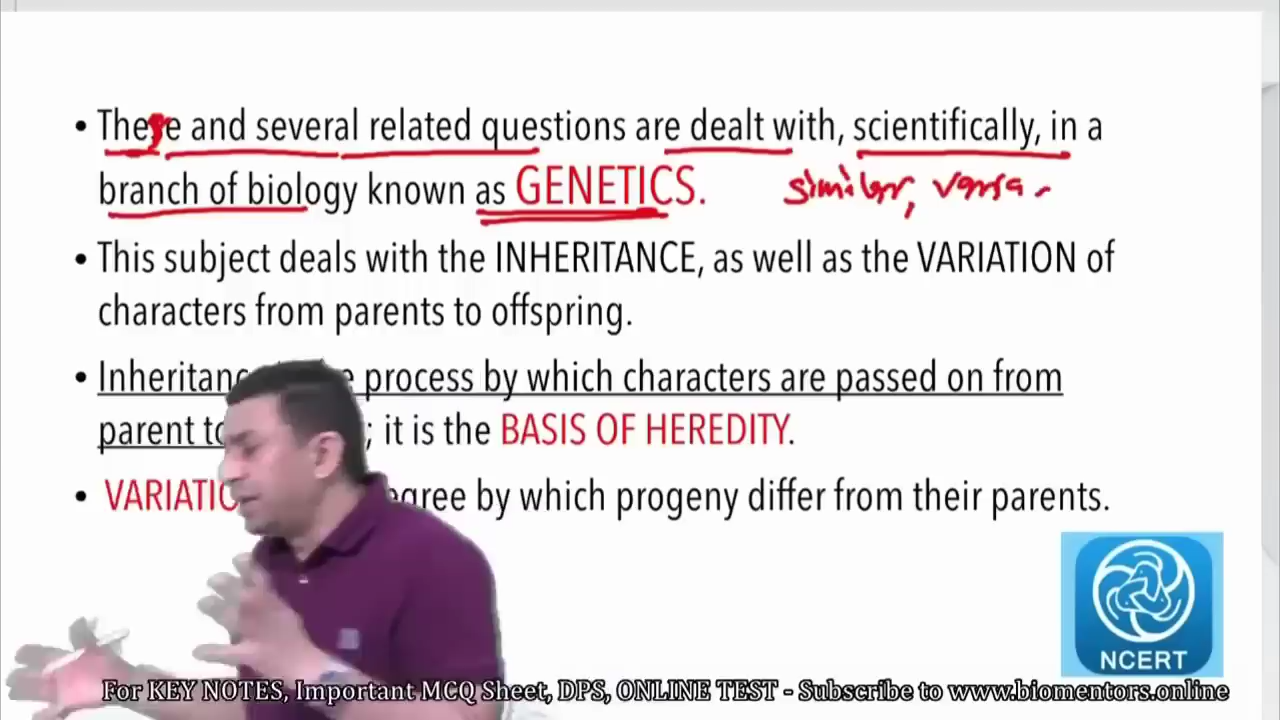 • These and several related questions are dealt with, scientifically, in a
branch of biology known as GENETICS.
similar, varia
• This subject deals with the INHERITANCE, as well as the VARIATION of
characters from parents to offspring.
• Inheritanc e process by which characters are passed on from
parent to ; it is the BASIS OF HEREDITY.
• VARIATIO egree by which progeny differ from their parents.
NCERT
For KEY NOTES, Important MCQ Sheet, DPS, ONLINE TEST - Subscribe to www.biomentors.online